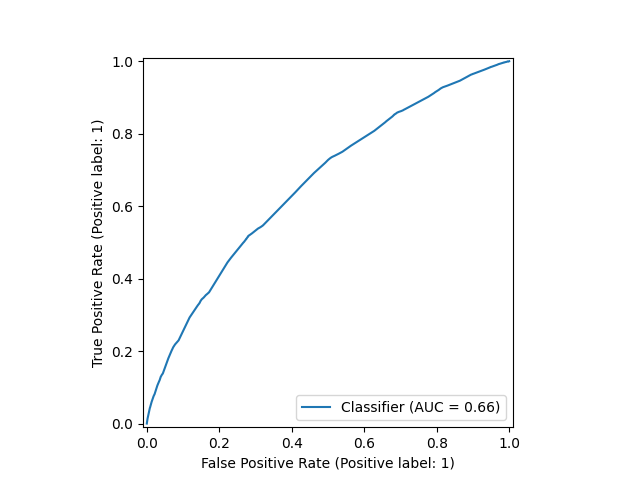 1.0
0.8
0.6
0.4
0.2
0.0
True Positive Rate (Positive label: 1)
Classifier (AUC = 0.66)
0.0 0.2 0.4 0.6 0.8 1.0
False Positive Rate (Positive label: 1)